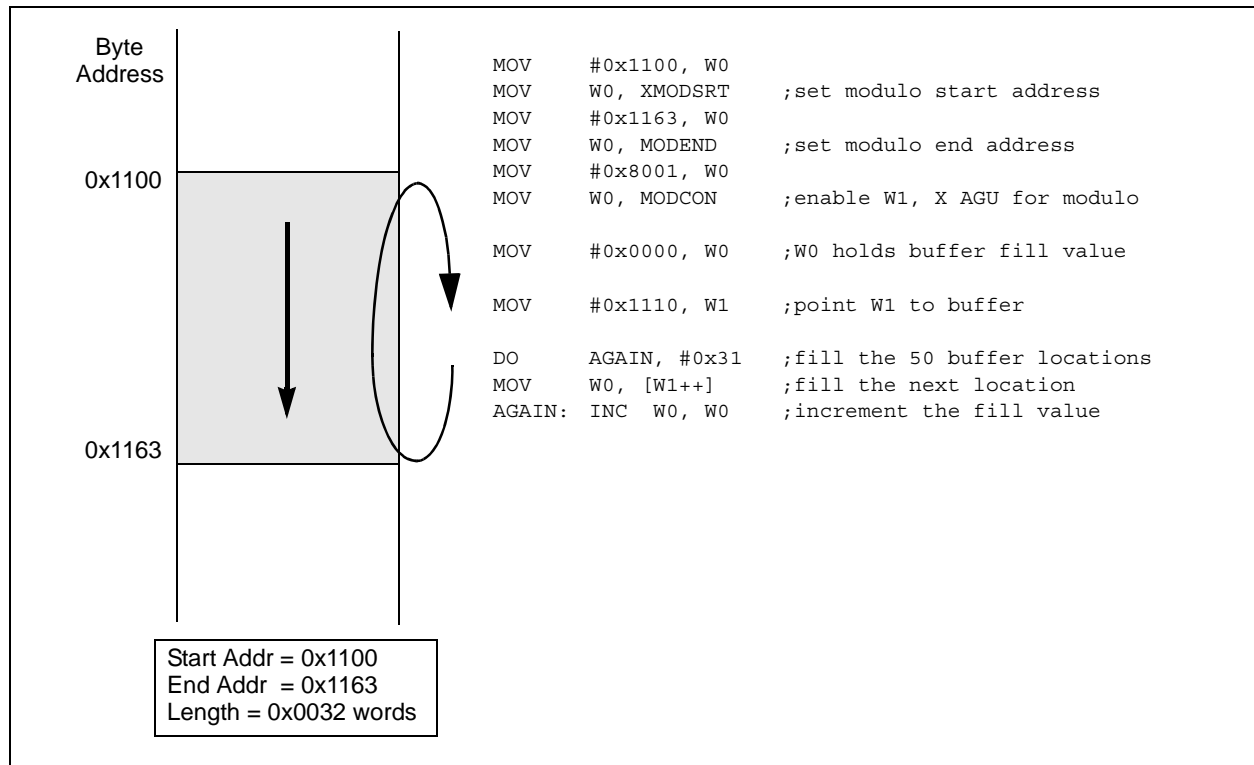 Byte
Address
0x1100
0x1163
MOV #0x1100, W0
MOV W0, XMODSRT ;set modulo start address
MOV #0x1163, W0
MOV W0, MODEND ;set modulo end address
MOV #0x8001, W0
MOV W0, MODCON ;enable W1, X AGU for modulo
MOV #0x0000, W0 ;W0 holds buffer fill value
MOV #0x1110, W1 ;point W1 to buffer
DO AGAIN, #0x31 ;fill the 50 buffer locations
MOV W0, [W1++] ;fill the next location
AGAIN: INC W0, W0 ;increment the fill value
Start Addr = 0x1100
End Addr = 0x1163
Length = 0x0032 words